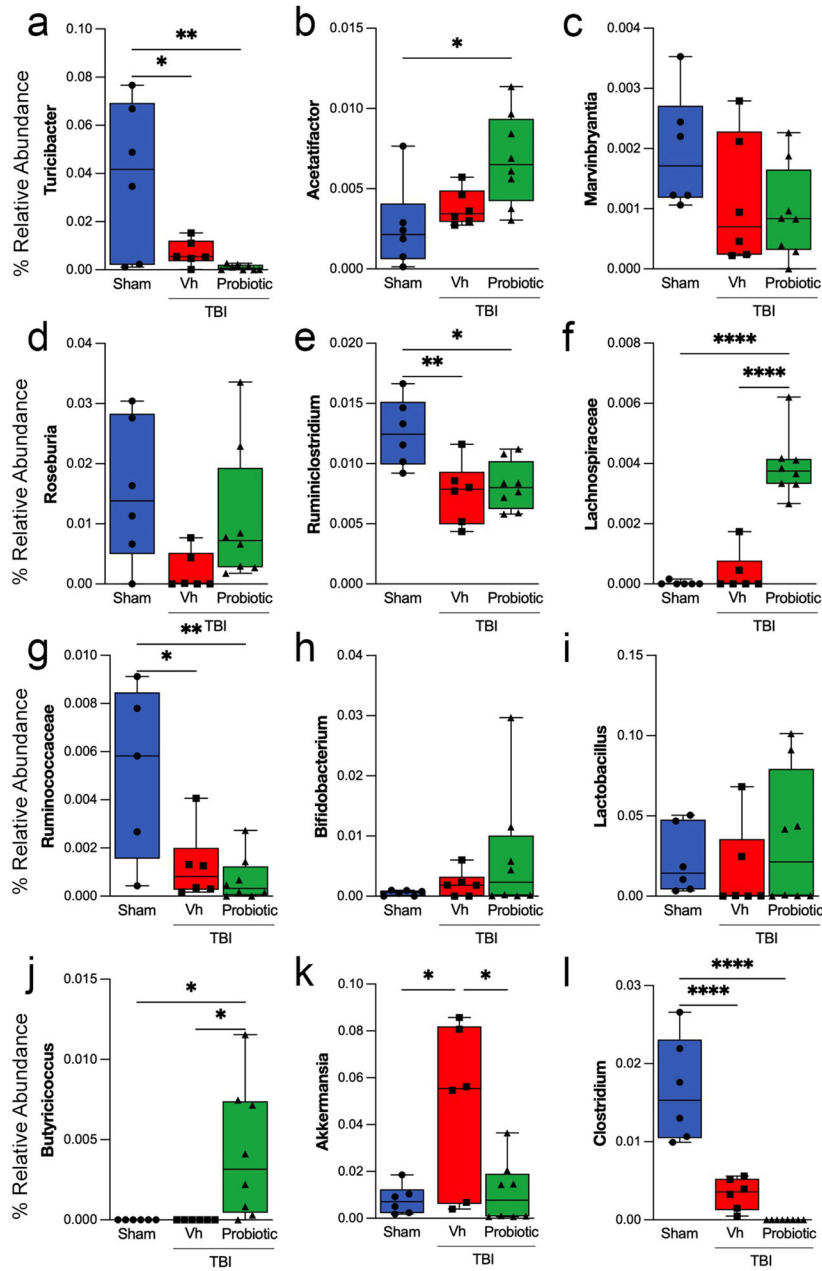 a
**
*
0.10
0.08
0.06
0.04
0.02
0.00
% Relative Abundance
Turicibacter
Sham
Vh
Probiotic
TBI
b
*
0.015
0.010
0.005
0.000
Acetatifactor
Sham
Vh
Probiotic
TBI
c
0.004
0.003
0.002
0.001
0.000
Marvinbryantia
Sham
Vh
Probiotic
TBI
d
0.04
0.03
0.02
0.01
0.00
% Relative Abundance
Roseburia
Sham
Vh
Probiotic
TBI
e
*
**
0.020
0.015
0.010
0.005
0.000
Ruminiclostridium
Sham
Vh
Probiotic
TBI
f
****
****
0.008
0.006
0.004
0.002
0.000
Lachnospiraceae
Sham
Vh
Probiotic
TBI
g
**
*
0.010
0.008
0.006
0.004
0.002
0.000
% Relative Abundance
Ruminococcaceae
Sham
Vh
Probiotic
TBI
h
0.04
0.03
0.02
0.01
0.00
Bifidobacterium
Sham
Vh
Probiotic
TBI
i
0.15
0.10
0.05
0.00
Lactobacillus
Sham
Vh
Probiotic
TBI
j
*
*
0.015
0.010
0.005
0.000
% Relative Abundance
Butyricicoccus
Sham
Vh
Probiotic
TBI
k
*
*
0.10
0.08
0.06
0.04
0.02
0.00
Akkermansia
Sham
Vh
Probiotic
TBI
l
****
****
0.03
0.02
0.01
0.00
Clostridium
Sham
Vh
Probiotic
TBI